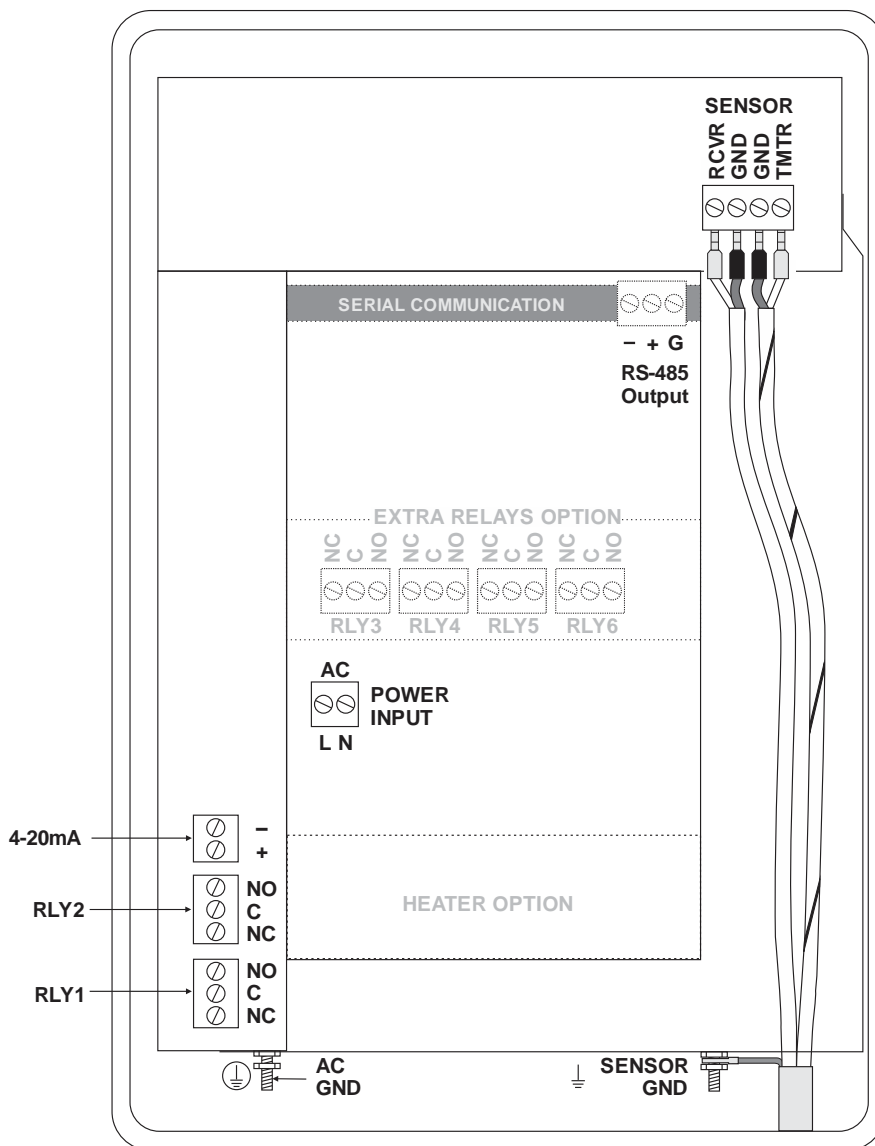 SENSOR
RCVR
GND
GND
TMTR
SERIAL COMMUNICATION
− + G
RS-485
Output
EXTRA RELAYS OPTION
NC C NO NC C NO NC C NO NC C NO
RLY3 RLY4 RLY5 RLY6
AC
POWER
INPUT
L N
4-20mA
−
+
RLY2
NO
C
NC
HEATER OPTION
RLY1
NO
C
NC
AC
GND
SENSOR
GND